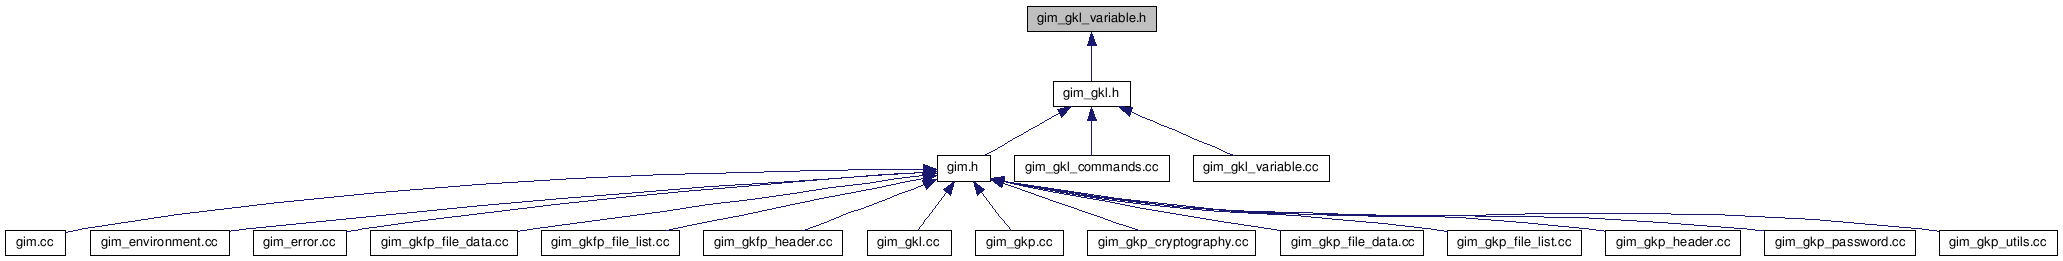 gim_gkl_variable.h
gim_gkl.h
gim.h
gim_gkl_commands.cc
gim_gkl_variable.cc
gim.cc
gim_environment.cc
gim_error.cc
gim_gkfp_file_data.cc
gim_gkfp_file_list.cc
gim_gkfp_header.cc
gim_gkl.cc
gim_gkp.cc
gim_gkp_cryptography.cc
gim_gkp_file_data.cc
gim_gkp_file_list.cc
gim_gkp_header.cc
gim_gkp_password.cc
gim_gkp_utils.cc